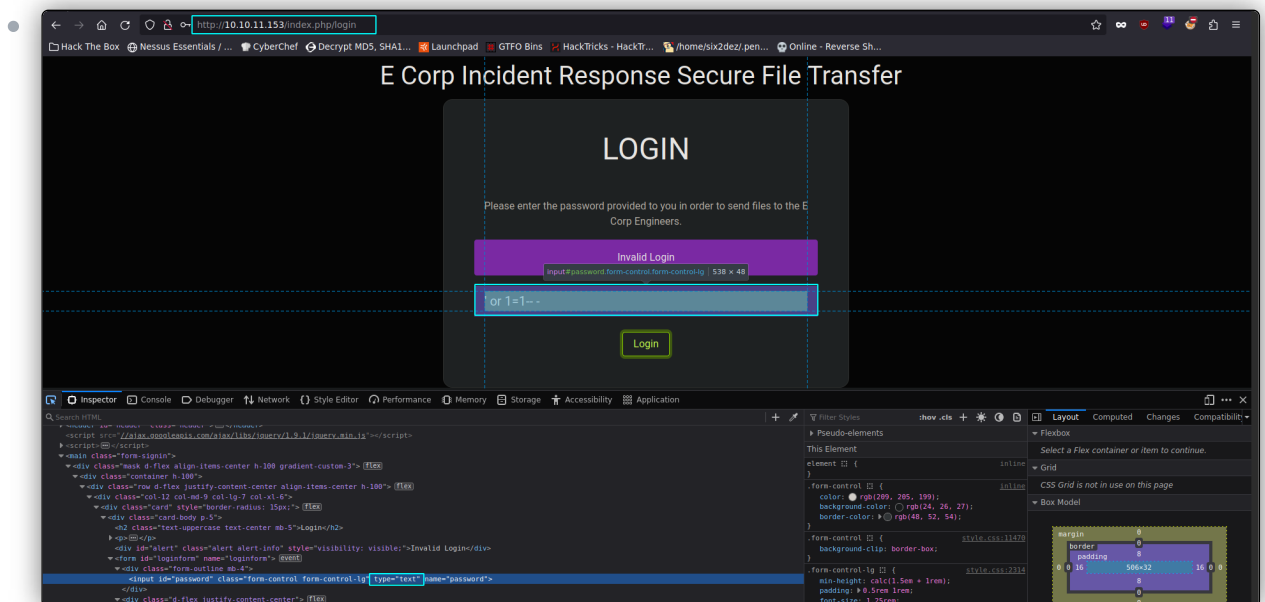 http://10.10.11.153/index.php/login
11
Hack The Box Nessus Essentials / ... CyberChef Decrypt MD5, SHA1... Launchpad GTFO Bins HackTricks - HackTr... /home/six2dez/.pen... Online - Reverse Sh...
E Corp Incident Response Secure File Transfer
LOGIN
Please enter the password provided to you in order to send files to the E
Corp Engineers.
Invalid Login
input#password.form-control.form-control-lg 538 × 48
or 1=1-- -
Login
Inspector Console Debugger Network Style Editor Performance Memory Storage Accessibility Application
Search HTML
Filter Styles :hov .cls Layout Computed Changes Compatibility
<script src="//ajax.googleapis.com/ajax/libs/jquery/1.9.1/jquery.min.js"></script>
<script></script>
<main class="form-signin">
<div class="mask d-flex align-items-center h-100 gradient-custom-3"> flex
<div class="container h-100">
<div class="row d-flex justify-content-center align-items-center h-100"> flex
<div class="col-12 col-md-9 col-lg-7 col-xl-6">
<div class="card" style="border-radius: 15px;"> flex
<div class="card-body p-5">
<h2 class="text-uppercase text-center mb-5">Login</h2>
<p></p>
<div id="alert" class="alert alert-info" style="visibility: visible;">Invalid Login</div>
<form id="loginform" name="loginform"> event
<div class="form-outline mb-4">
<input id="password" class="form-control form-control-lg" type="text" name="password">
</div>
<div class="d-flex justify-content-center"> flex
Pseudo-elements
This Element
element { inline
}
.form-control { inline
color: rgb(209, 205, 199);
background-color: rgb(24, 26, 27);
border-color: rgb(48, 52, 54);
}
.form-control { style.css:11470
background-clip: border-box;
}
.form-control-lg { style.css:2314
min-height: calc(1.5em + 1rem);
padding: 0.5rem 1rem;
font-size: 1.25rem;
Flexbox
Select a Flex container or item to continue.
Grid
CSS Grid is not in use on this page
Box Model
margin 0
border 0
padding 8
0 0 16 506×32 16 0 0
8
0